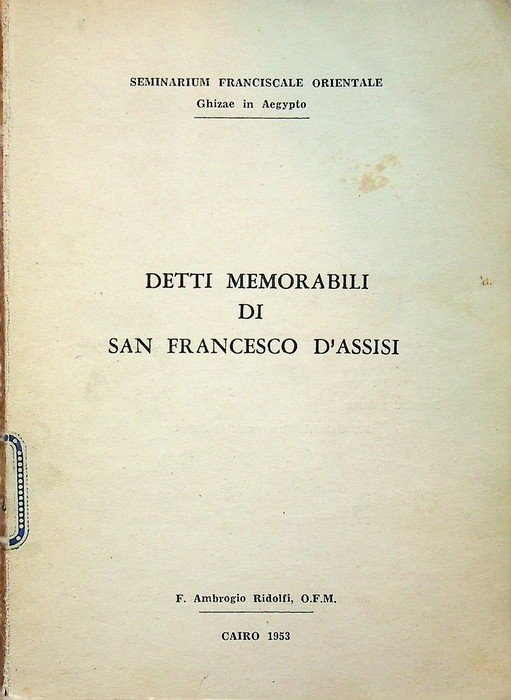 SEMINARIUM FRANCISCALE ORIENTALE
Ghizae in Aegypto
DETTI MEMORABILI
DI
SAN FRANCESCO D'ASSISI
F. Ambrogio Ridolfi, O.F.M.
CAIRO 1953